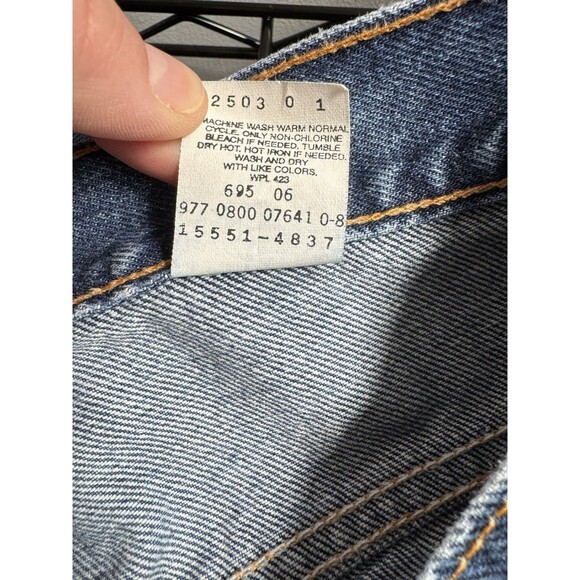 2503 0 1
MACHINE WASH WARM NORMAL
CYCLE. ONLY NON-CHLORINE
BLEACH IF NEEDED. TUMBLE
DRY HOT. HOT IRON IF NEEDED.
WASH AND DRY
WITH LIKE COLORS.
WPL 423
695 06
977 0800 07641 0-8
15551-4837